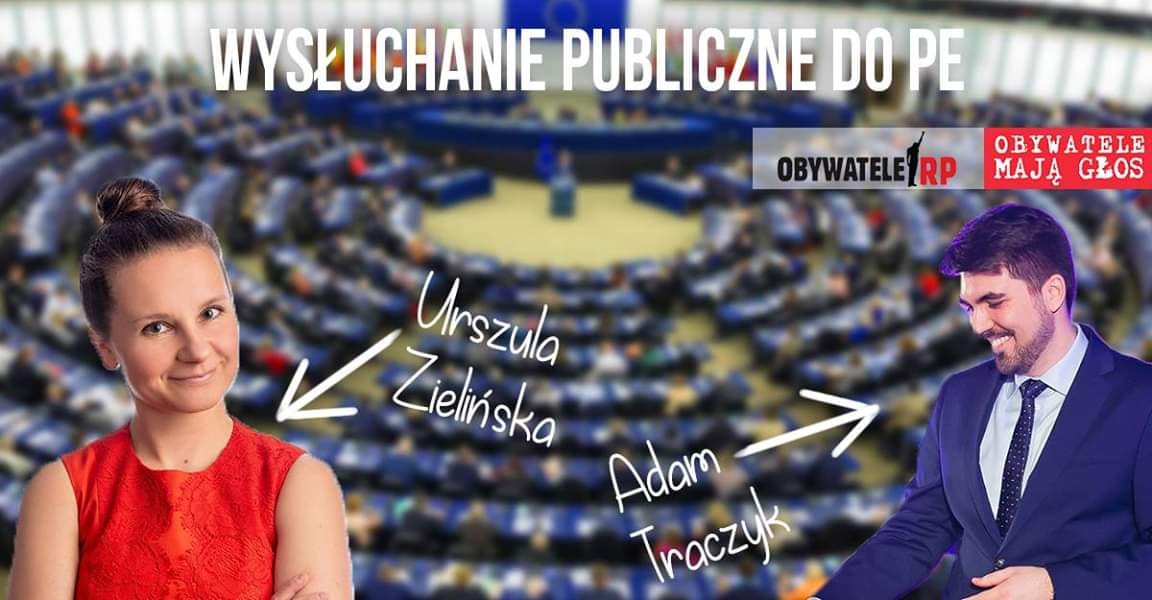 WYSŁUCHANIE PUBLICZNE DO PE
OBYWATELE RP
OBYWATELE
MAJĄ GŁOS
Urszula
Zielińska
Adam
Traczyk